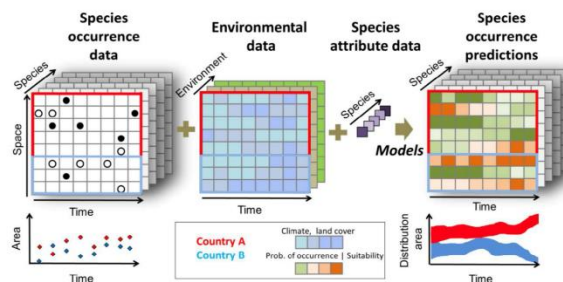 Species
occurrence
data
Environmental
data
Species
attribute data
Species
occurrence
predictions
Species
Space
Time
Environment
Species
Models
Species
Time
Time
Area
Time
Country A
Country B
Climate, land cover
Prob. of occurrence | Suitability
Distribution
area
Time